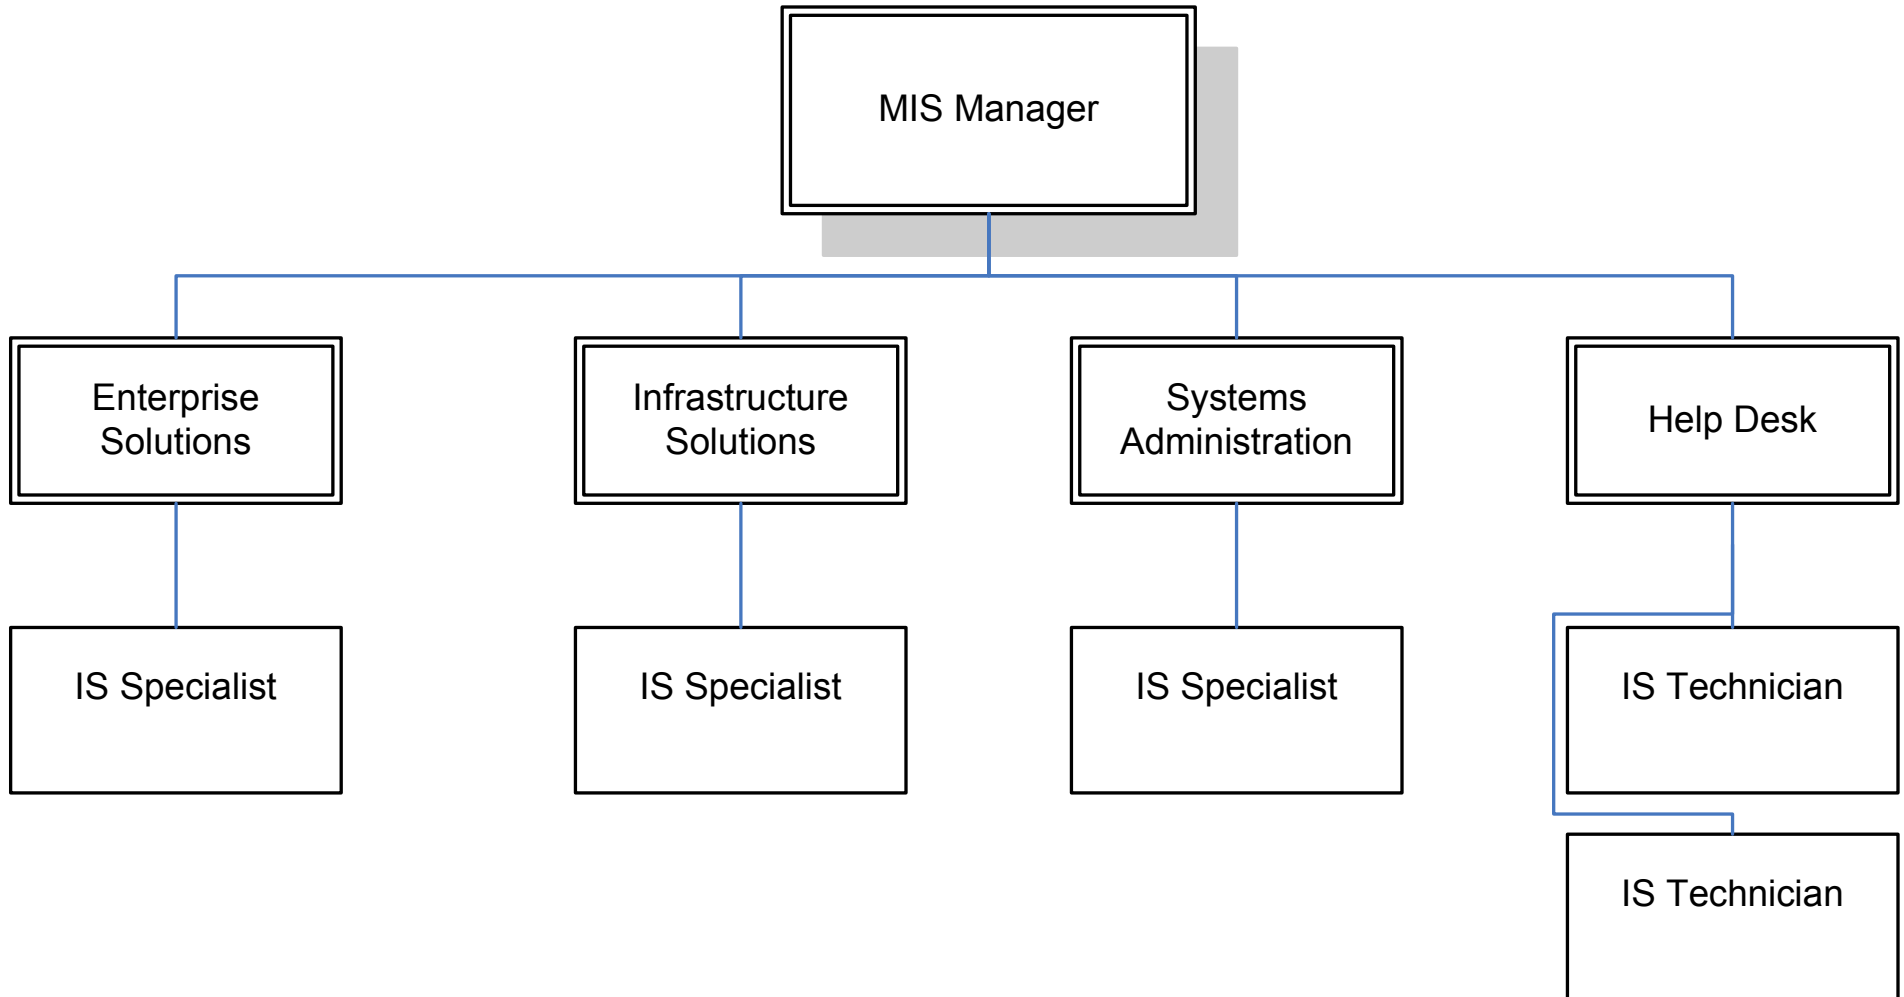 MIS Manager
Enterprise
Solutions
Infrastructure
Solutions
Systems
Administration
Help Desk
IS Specialist
IS Specialist
IS Specialist
IS Technician
IS Technician